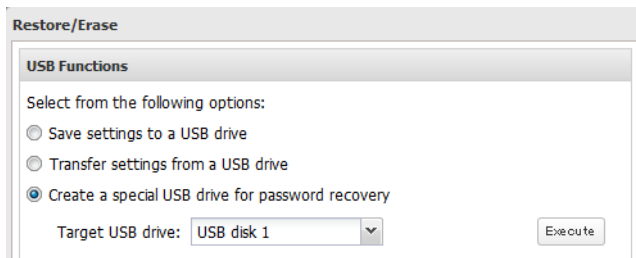 Restore/Erase
USB Functions
Select from the following options:
Save settings to a USB drive
Transfer settings from a USB drive
Create a special USB drive for password recovery
Target USB drive: USB disk 1 Execute